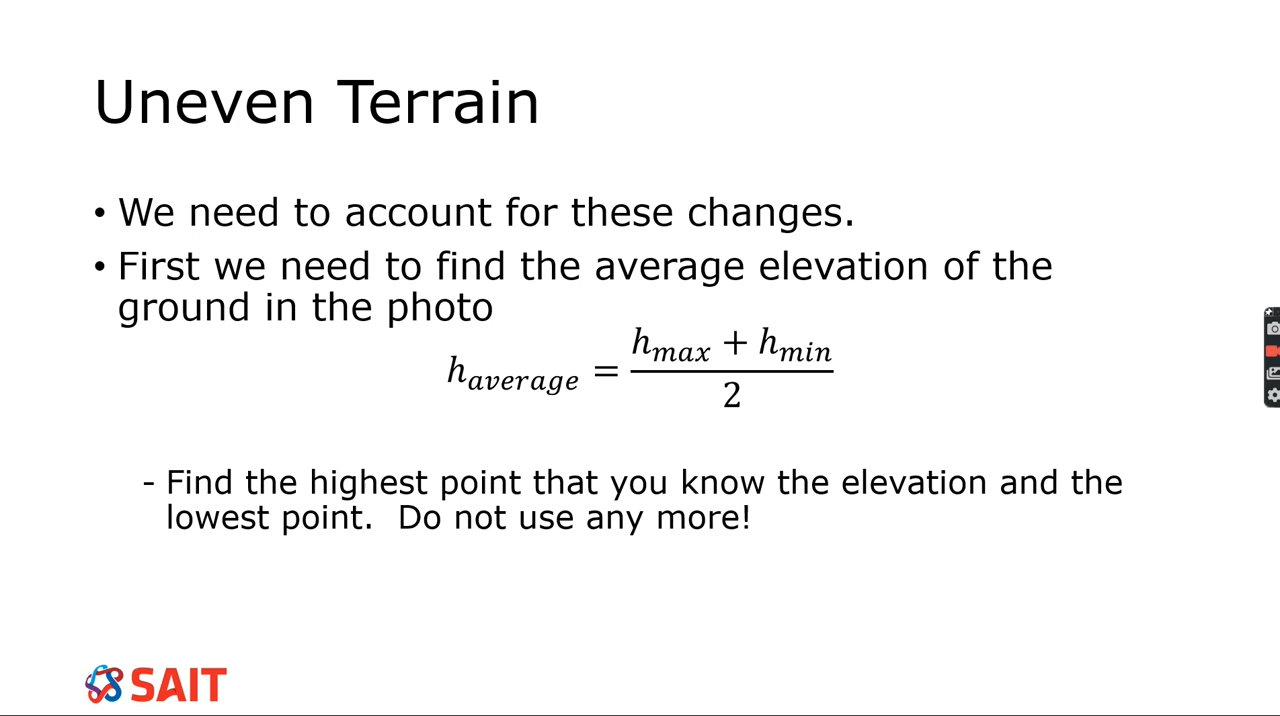 Uneven Terrain
• We need to account for these changes.
• First we need to find the average elevation of the
ground in the photo
h_average = (h_max + h_min) / 2
- Find the highest point that you know the elevation and the
lowest point. Do not use any more!
SAIT